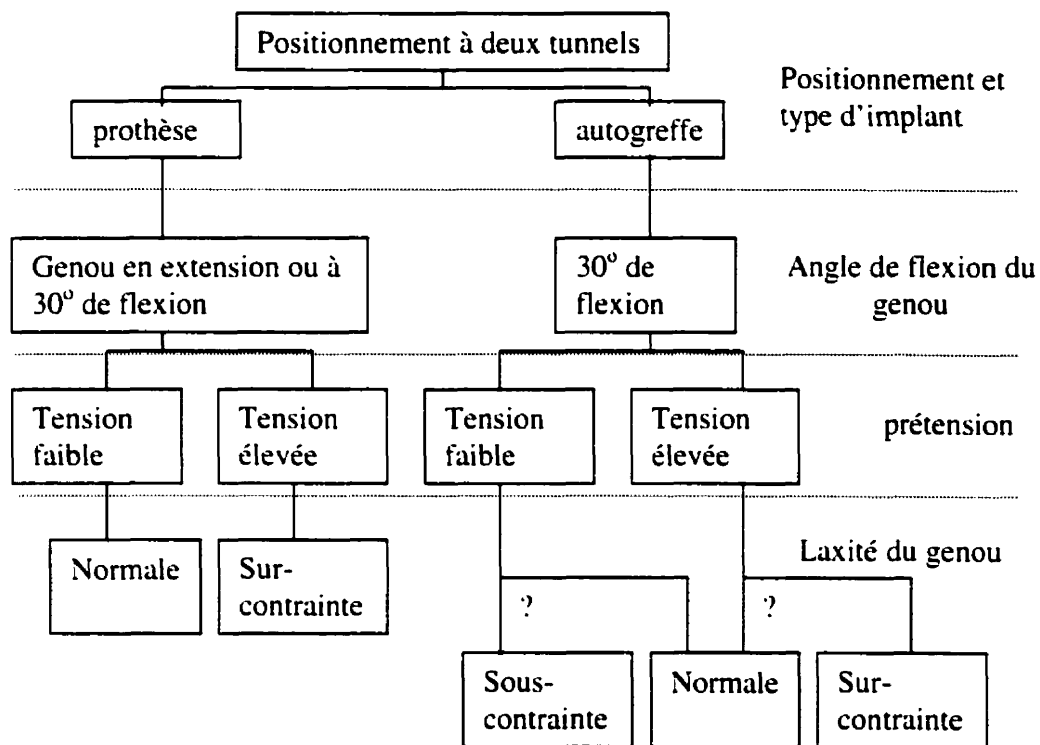 Positionnement à deux tunnels
Positionnement et
type d'implant
prothèse
autogreffe
Genou en extension ou à
30° de flexion
30° de
flexion
Angle de flexion du
genou
Tension
faible
Tension
élevée
Tension
faible
Tension
élevée
prétension
Laxité du genou
Normale
Sur-
contrainte
?
?
Sous-
contrainte
Normale
Sur-
contrainte